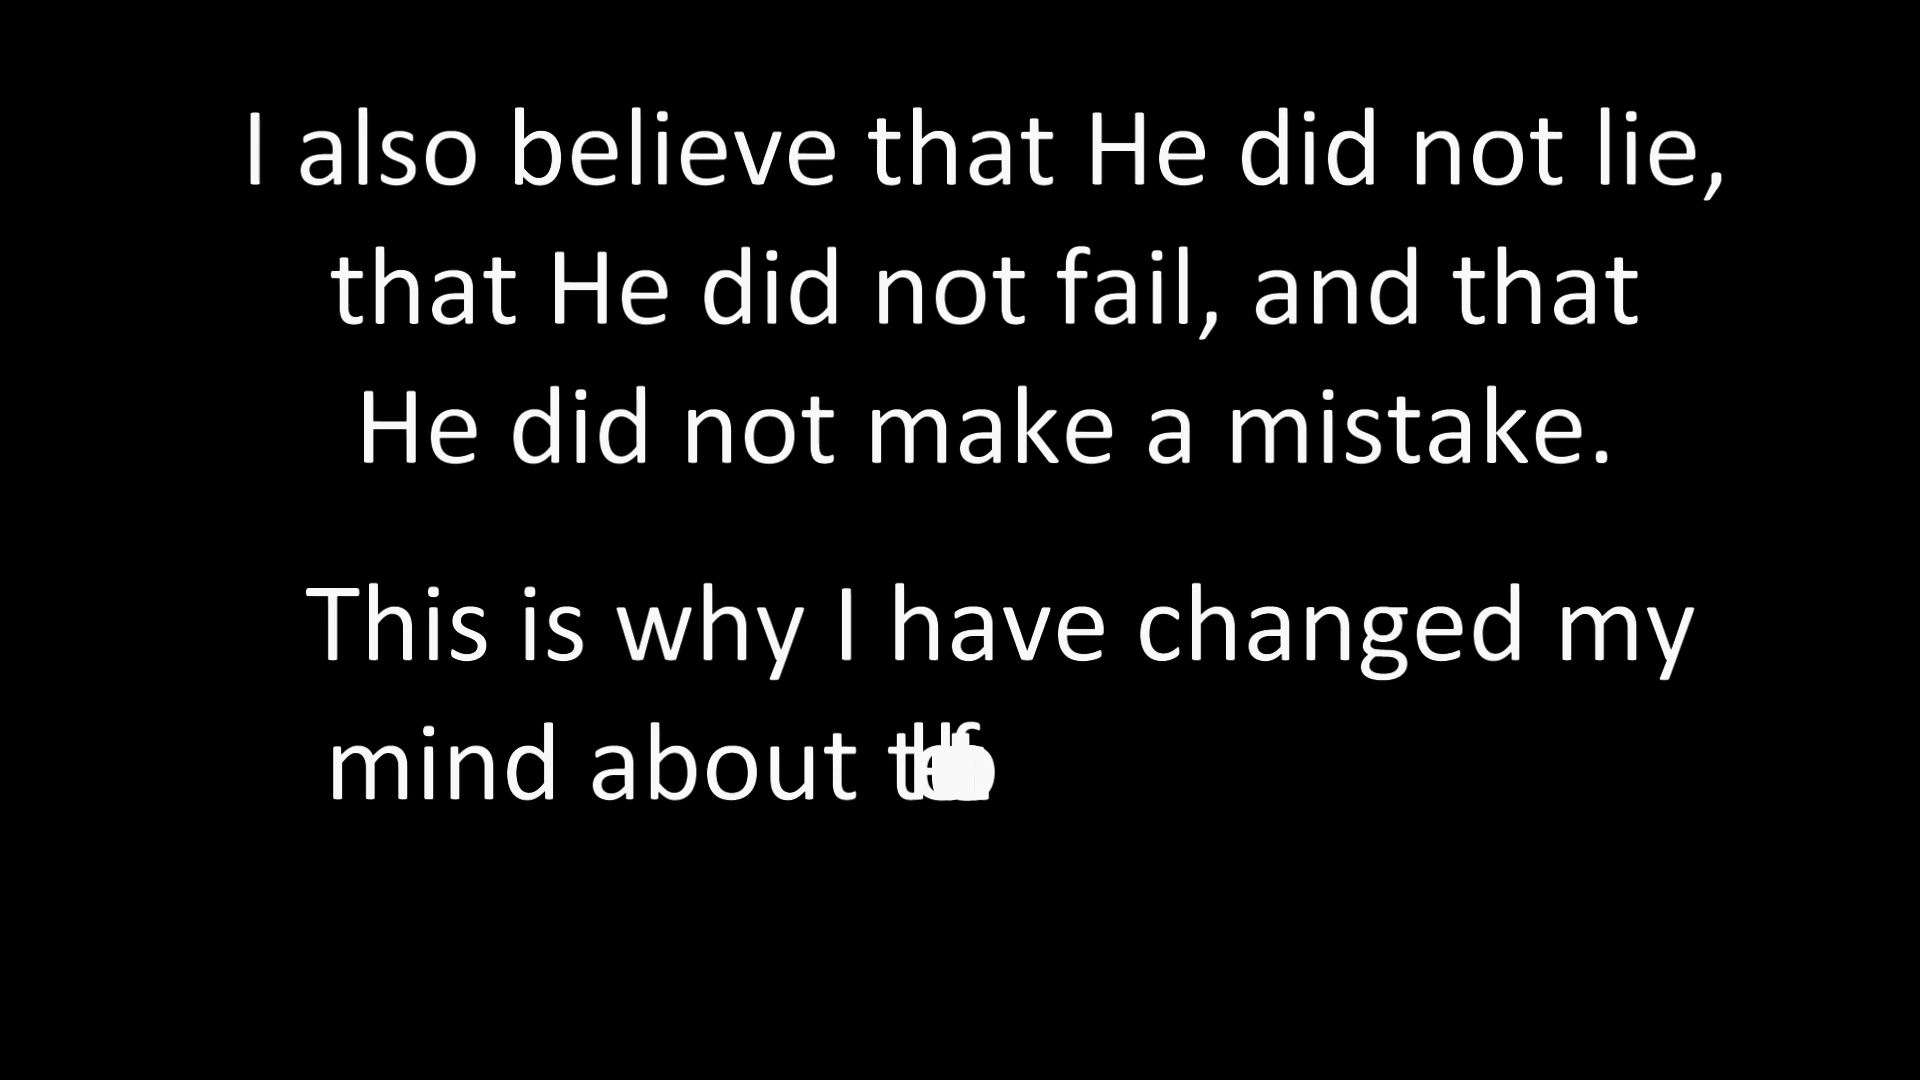 I also believe that He did not lie,
that He did not fail, and that
He did not make a mistake.
This is why I have changed my
mind about